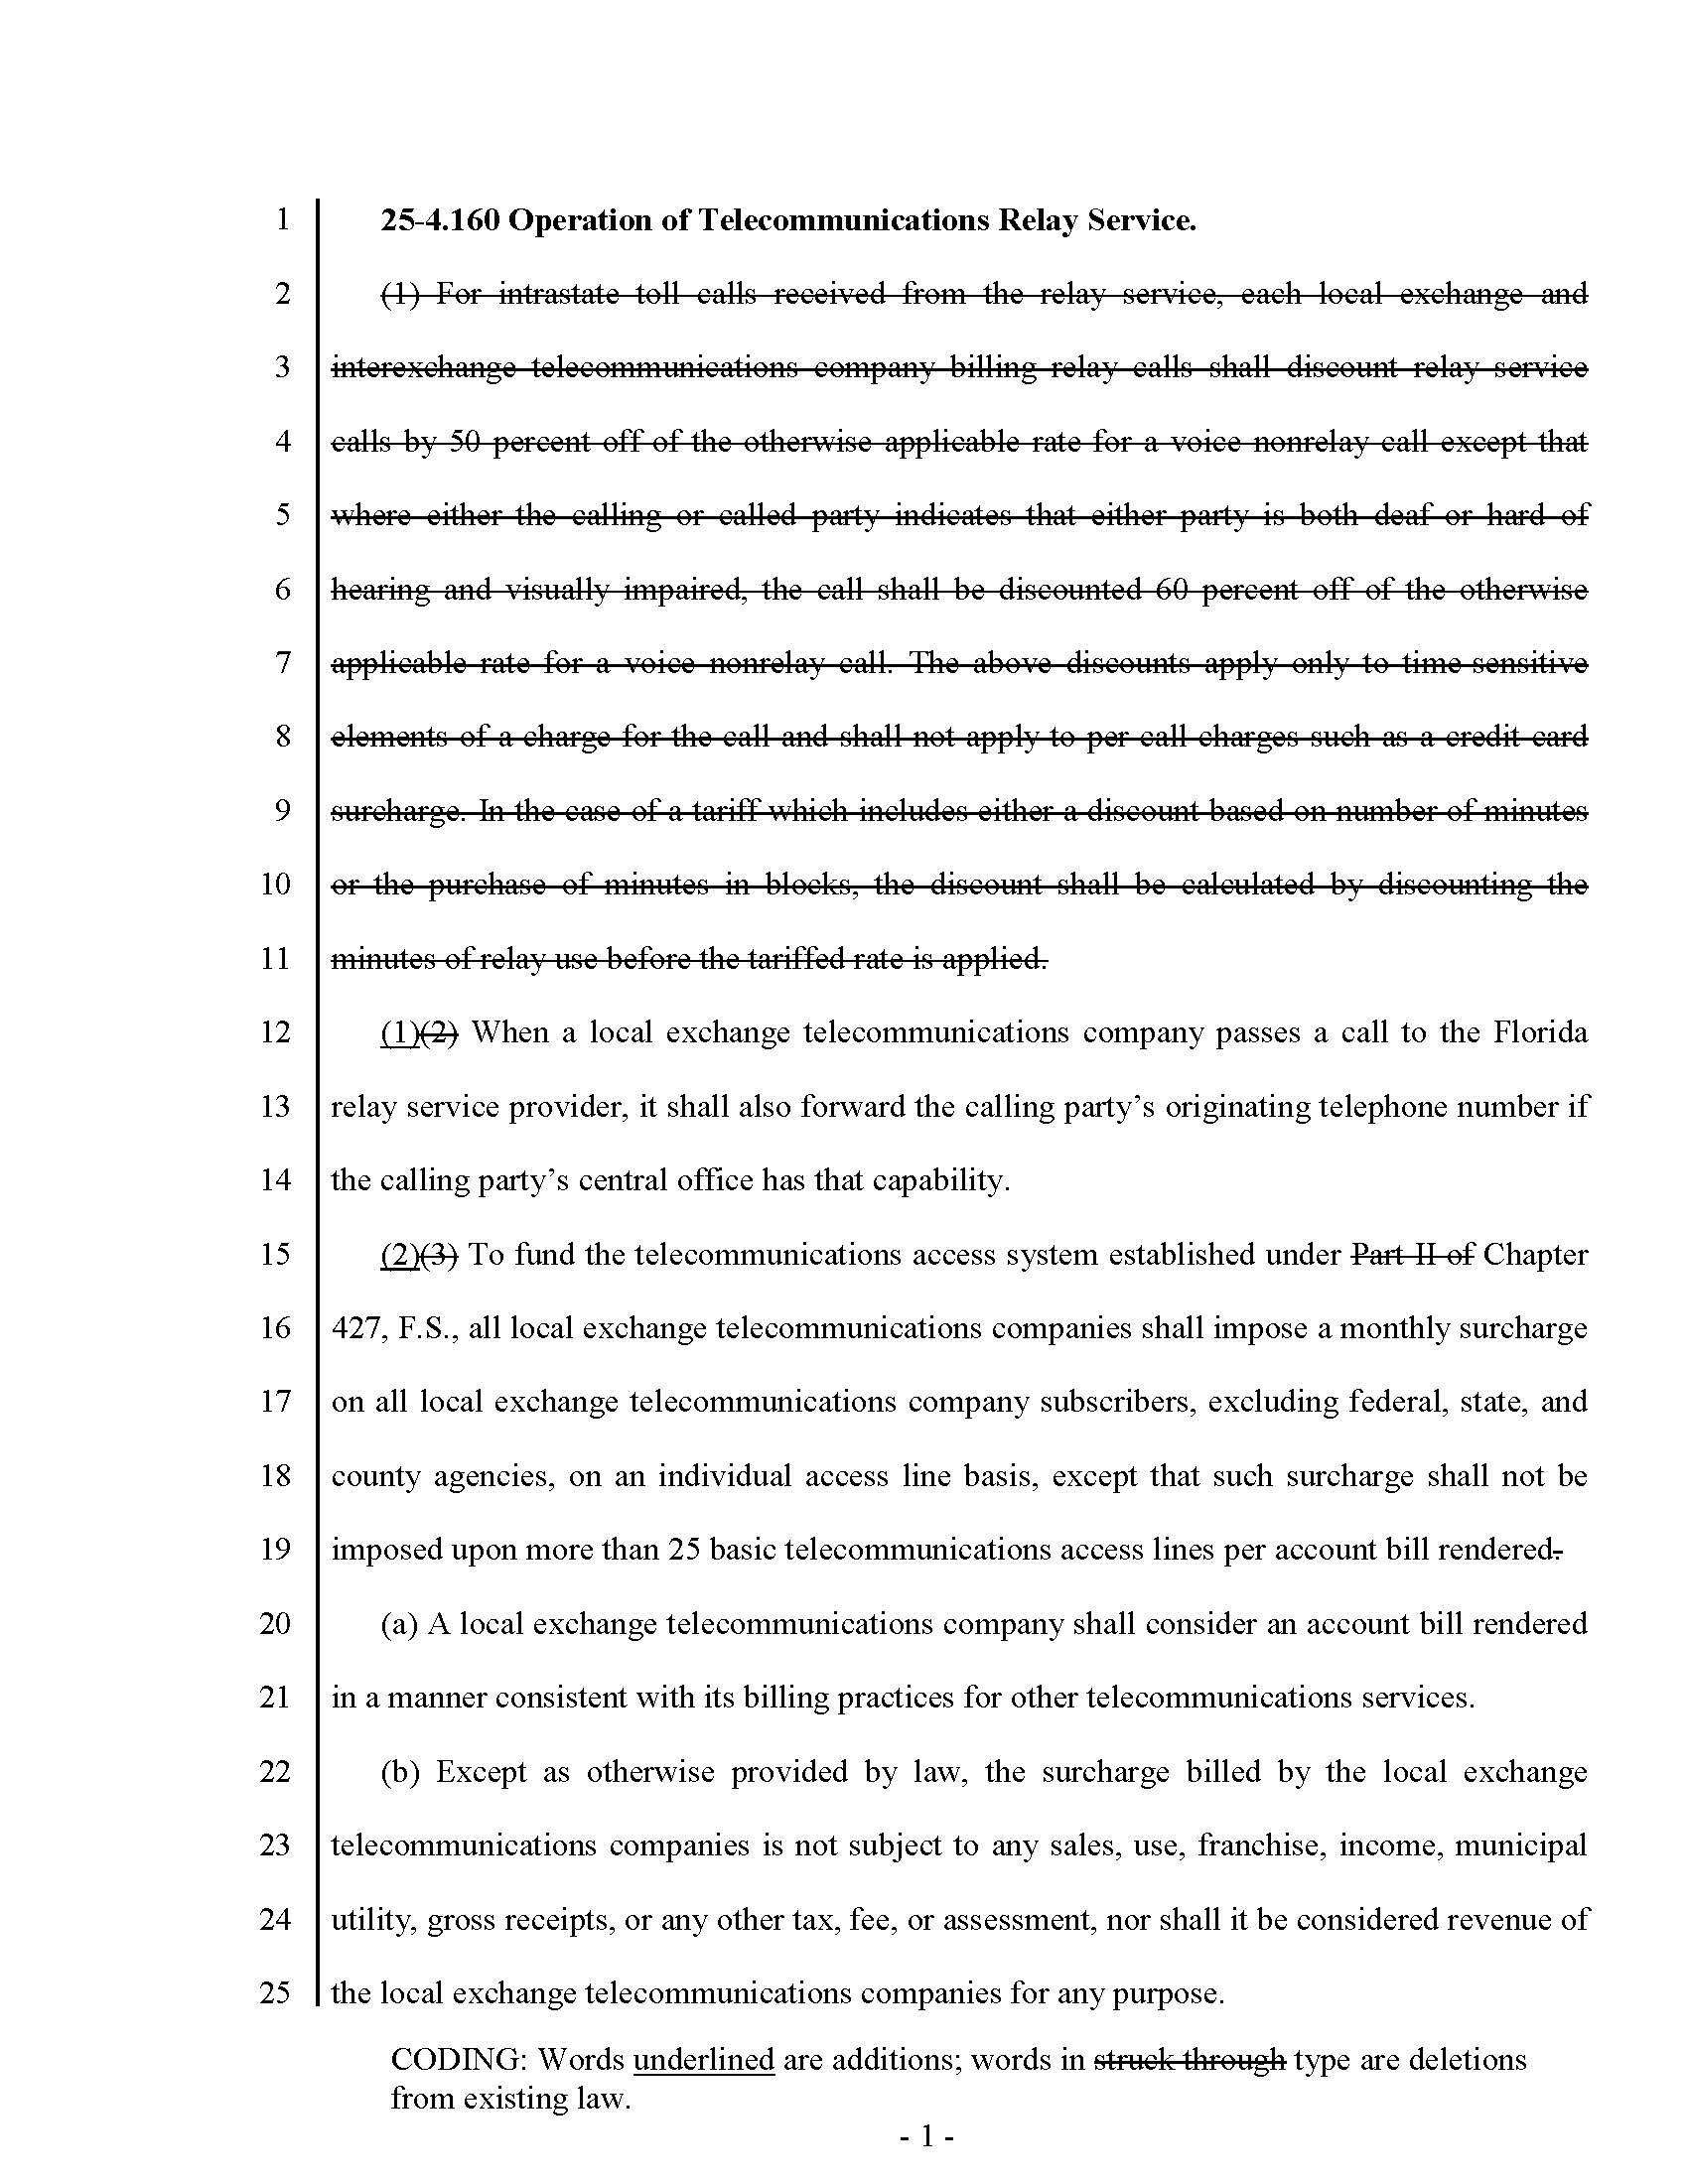 1 25-4.160 Operation of Telecommunications Relay Service.
2 (1) For intrastate toll calls received from the relay service, each local exchange and
3 interexchange telecommunications company billing relay calls shall discount relay service
4 calls by 50 percent off of the otherwise applicable rate for a voice nonrelay call except that
5 where either the calling or called party indicates that either party is both deaf or hard of
6 hearing and visually impaired, the call shall be discounted 60 percent off of the otherwise
7 applicable rate for a voice nonrelay call. The above discounts apply only to time sensitive
8 elements of a charge for the call and shall not apply to per call charges such as a credit card
9 surcharge. In the case of a tariff which includes either a discount based on number of minutes
10 or the purchase of minutes in blocks, the discount shall be calculated by discounting the
11 minutes of relay use before the tariffed rate is applied.
12 (1)(2) When a local exchange telecommunications company passes a call to the Florida
13 relay service provider, it shall also forward the calling party’s originating telephone number if
14 the calling party’s central office has that capability.
15 (2)(3) To fund the telecommunications access system established under Part II of Chapter
16 427, F.S., all local exchange telecommunications companies shall impose a monthly surcharge
17 on all local exchange telecommunications company subscribers, excluding federal, state, and
18 county agencies, on an individual access line basis, except that such surcharge shall not be
19 imposed upon more than 25 basic telecommunications access lines per account bill rendered.
20 (a) A local exchange telecommunications company shall consider an account bill rendered
21 in a manner consistent with its billing practices for other telecommunications services.
22 (b) Except as otherwise provided by law, the surcharge billed by the local exchange
23 telecommunications companies is not subject to any sales, use, franchise, income, municipal
24 utility, gross receipts, or any other tax, fee, or assessment, nor shall it be considered revenue of
25 the local exchange telecommunications companies for any purpose.
CODING: Words underlined are additions; words in struck through type are deletions
from existing law.
- 1 -